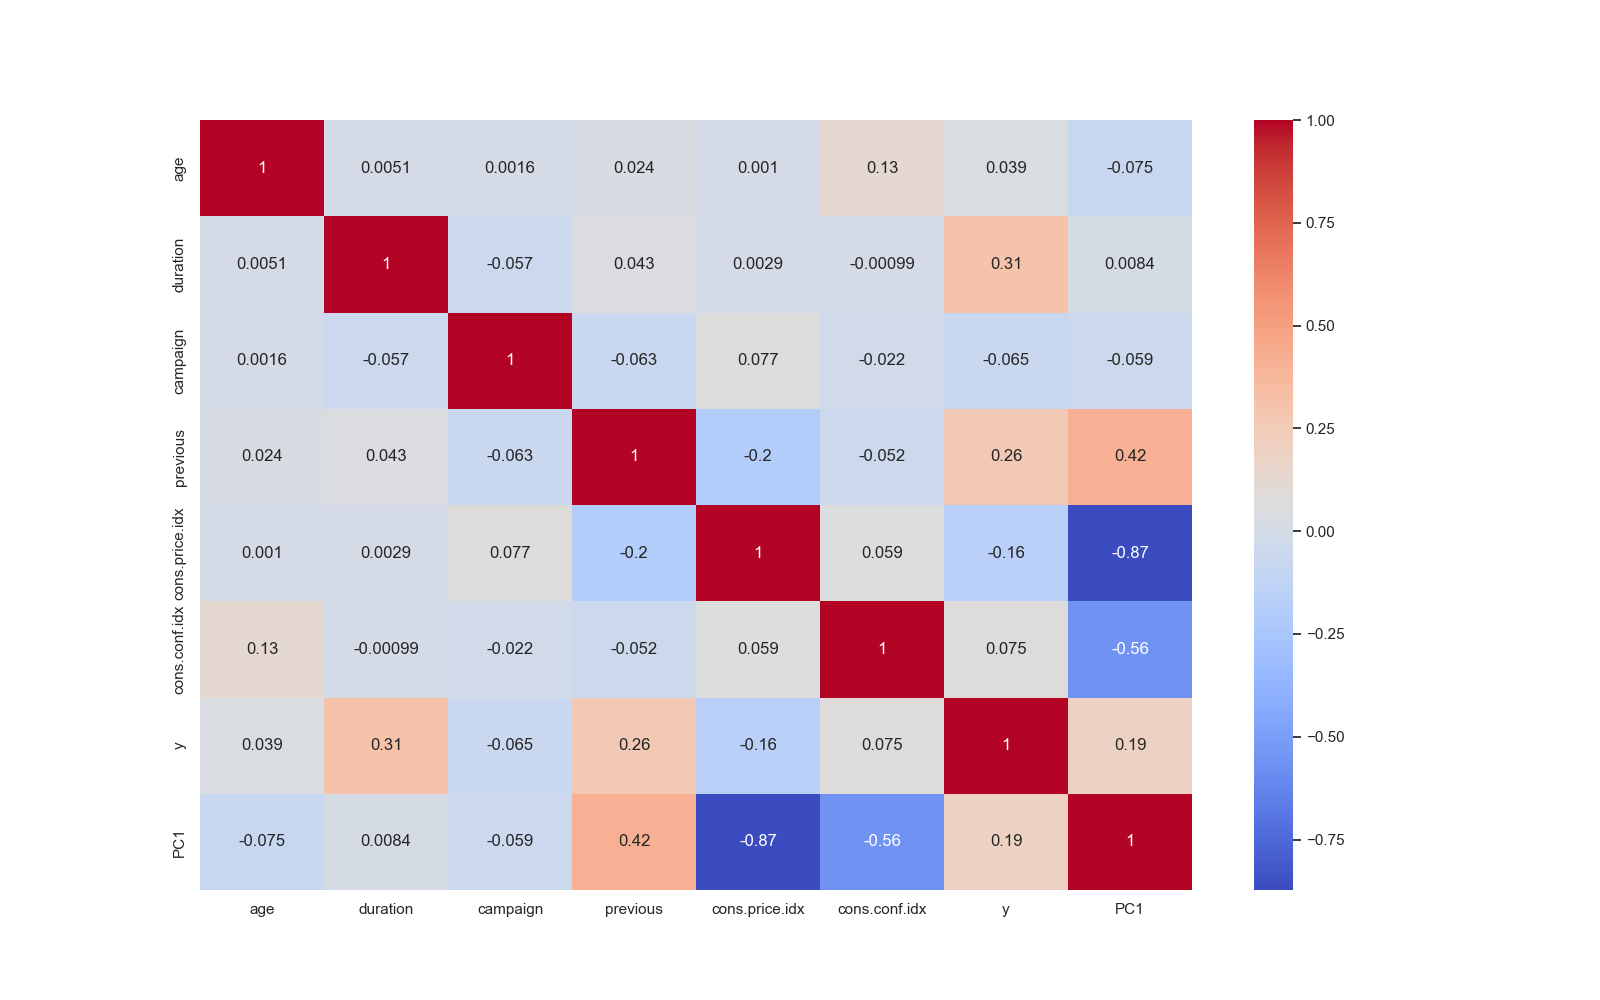 age 1 0.0051 0.0016 0.024 0.001 0.13 0.039 -0.075
duration 0.0051 1 -0.057 0.043 0.0029 -0.00099 0.31 0.0084
campaign 0.0016 -0.057 1 -0.063 0.077 -0.022 -0.065 -0.059
previous 0.024 0.043 -0.063 1 -0.2 -0.052 0.26 0.42
cons.price.idx 0.001 0.0029 0.077 -0.2 1 0.059 -0.16 -0.87
cons.conf.idx 0.13 -0.00099 -0.022 -0.052 0.059 1 0.075 -0.56
y 0.039 0.31 -0.065 0.26 -0.16 0.075 1 0.19
PC1 -0.075 0.0084 -0.059 0.42 -0.87 -0.56 0.19 1
age duration campaign previous cons.price.idx cons.conf.idx y PC1
1.00
0.75
0.50
0.25
0.00
−0.25
−0.50
−0.75